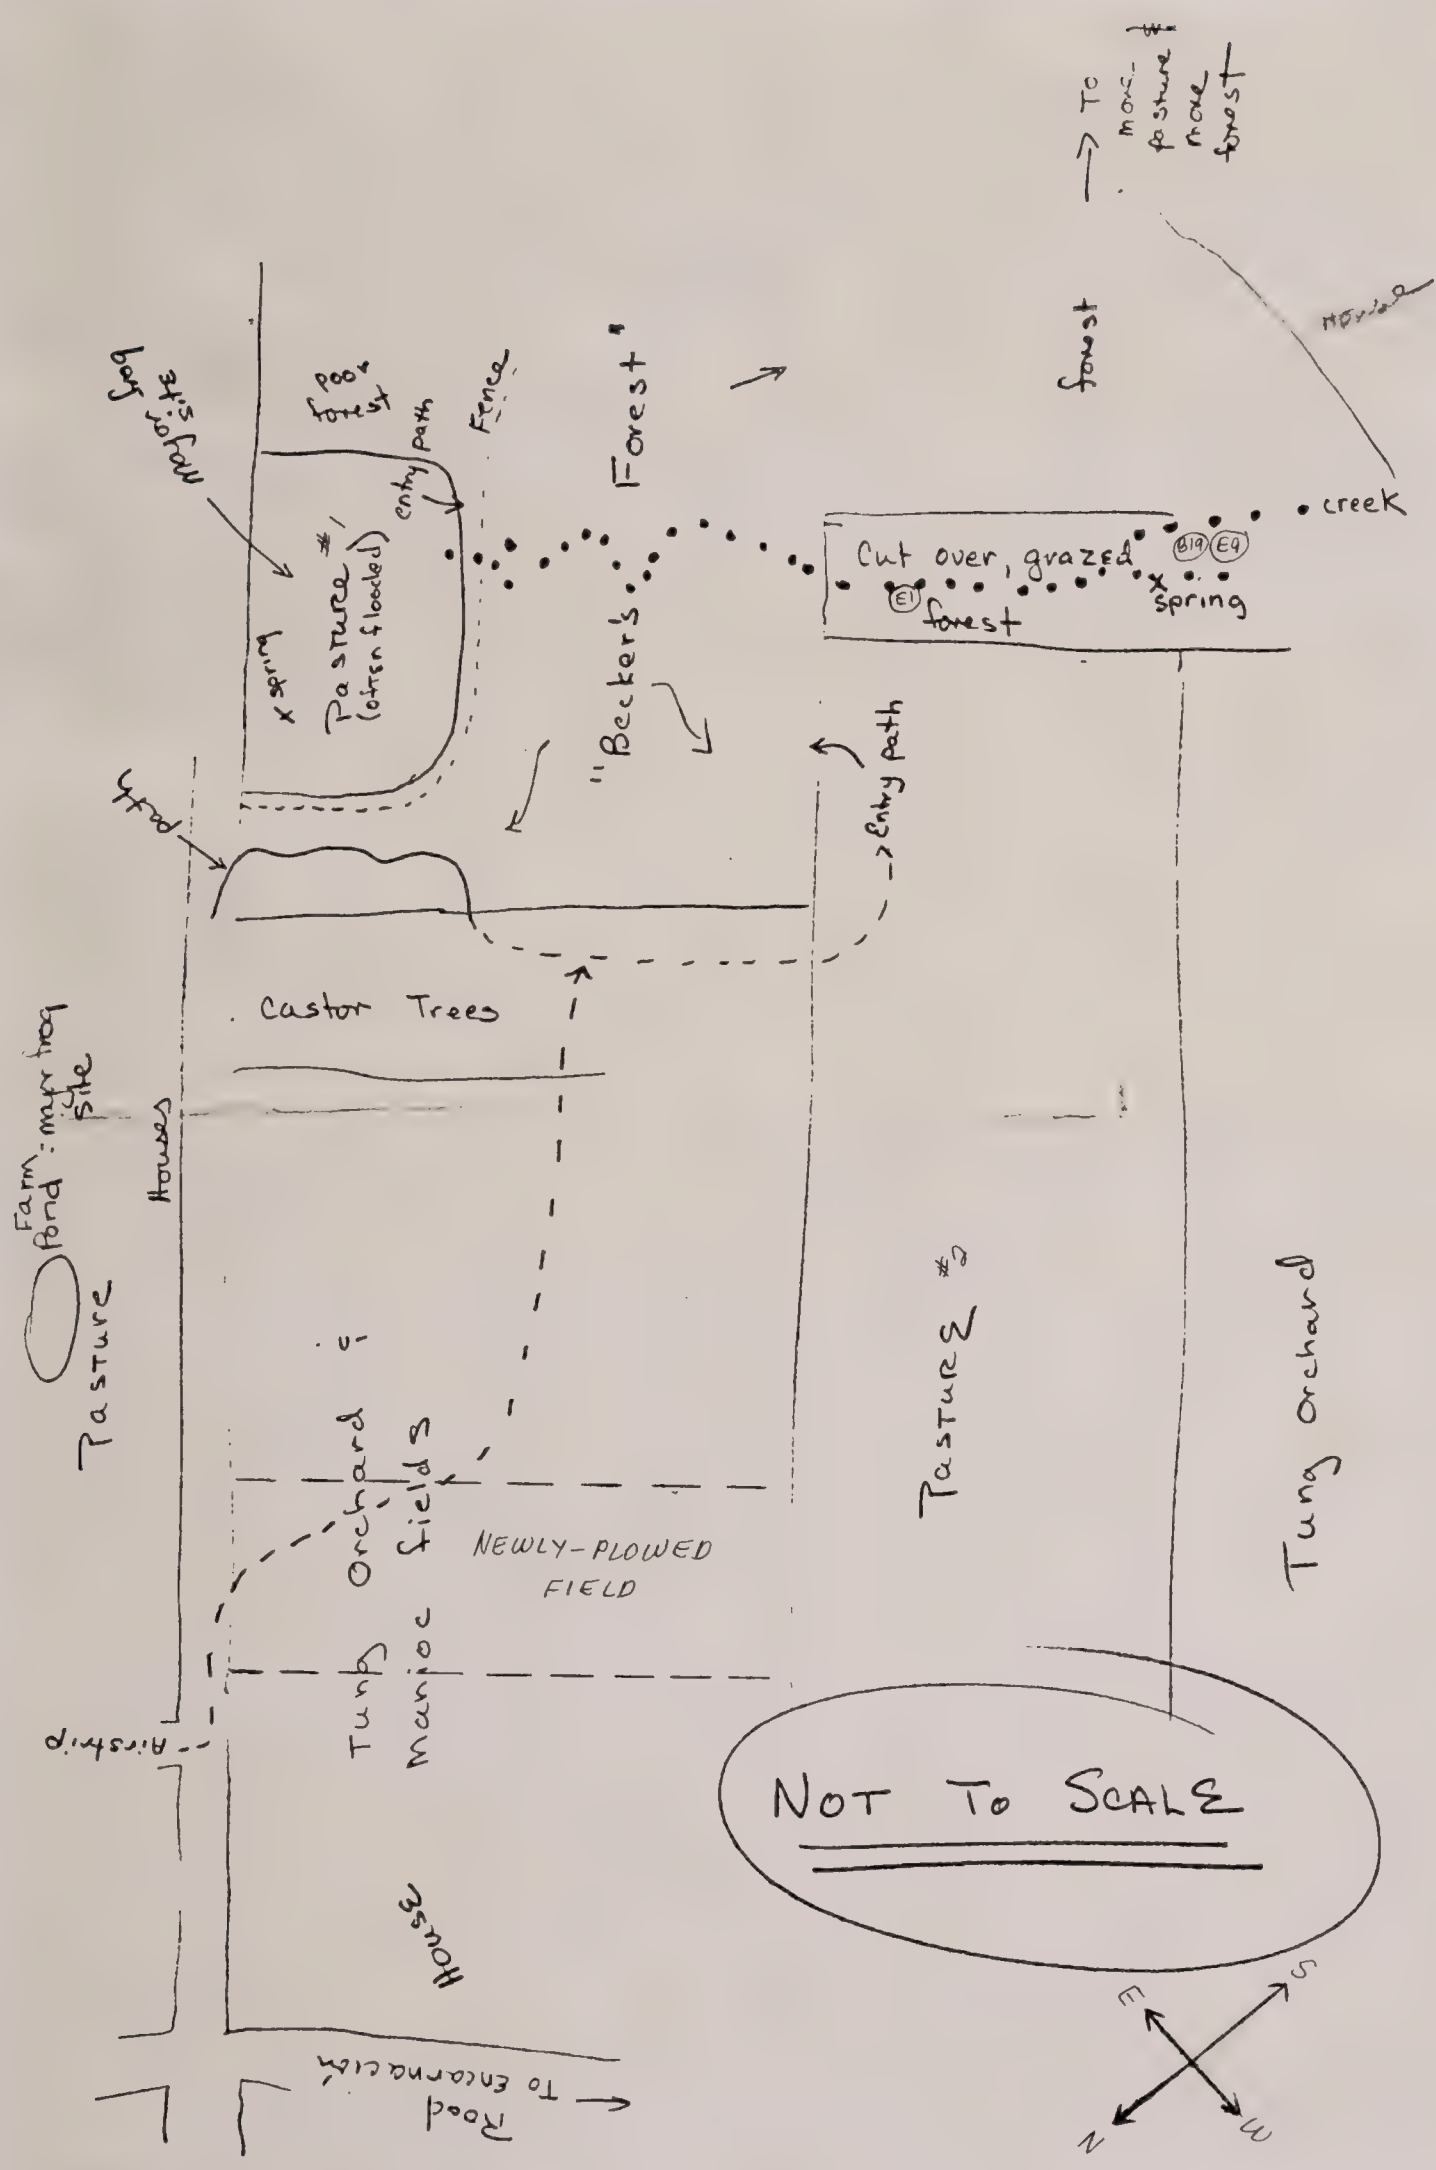 → To
more
pasture &
more
forest
Major frog
site
Pasture #1
(often flooded)
x spring
entry path
Fence
"Becker's Forest"
forest
creek
Cut over, grazed
forest
E1
B19
E9
x
spring
path
→ Entry path
Castor Trees
Farm
Pond : major frog
site
Pasture
Houses
Tung Orchard &
Manioc fields
NEWLY-PLOWED
FIELD
Pasture #2
Tung Orchard
Airstrip
House
NOT TO SCALE
Road
To Encarnación
N
E
S
W